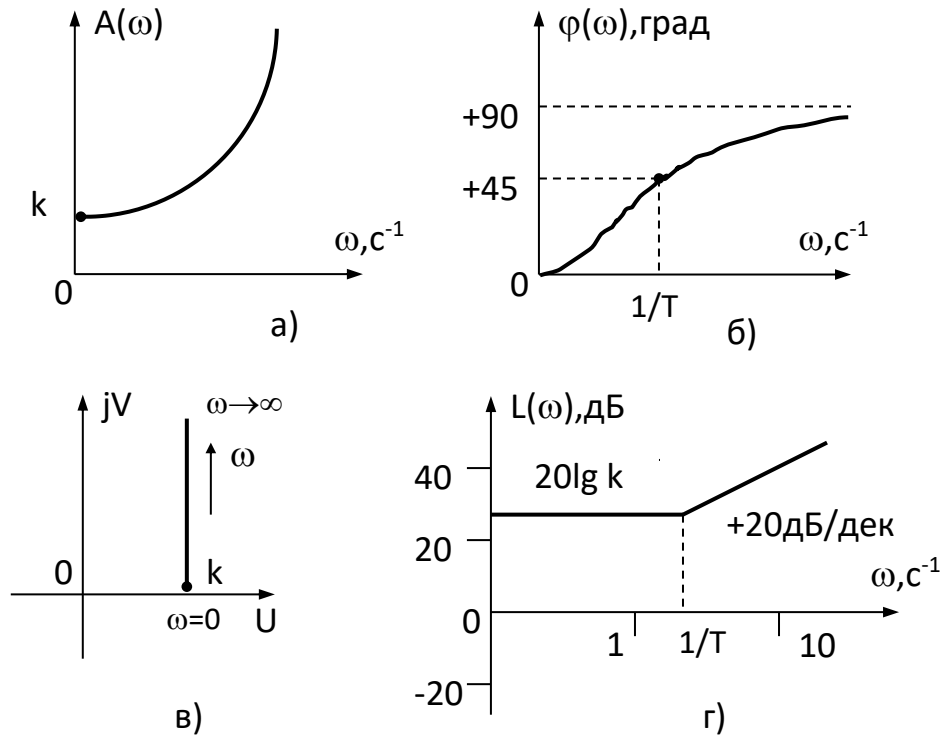 A(ω)
k
ω,с⁻¹
0
а)
φ(ω),град
+90
+45
ω,с⁻¹
0
1/T
б)
jV
ω→∞
ω
0
k
ω=0
U
в)
L(ω),дБ
40
20lg k
20
+20дБ/дек
ω,с⁻¹
0
1
1/T
10
-20
г)